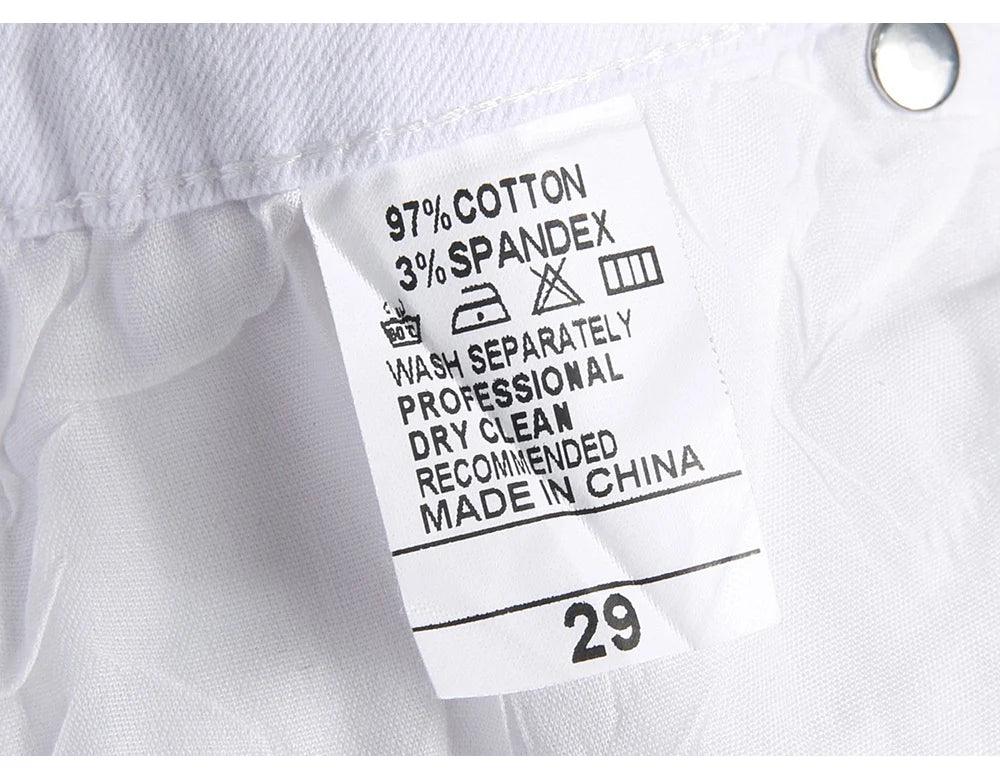 97% COTTON
3% SPANDEX
WASH SEPARATELY
PROFESSIONAL
DRY CLEAN
RECOMMENDED
MADE IN CHINA
29